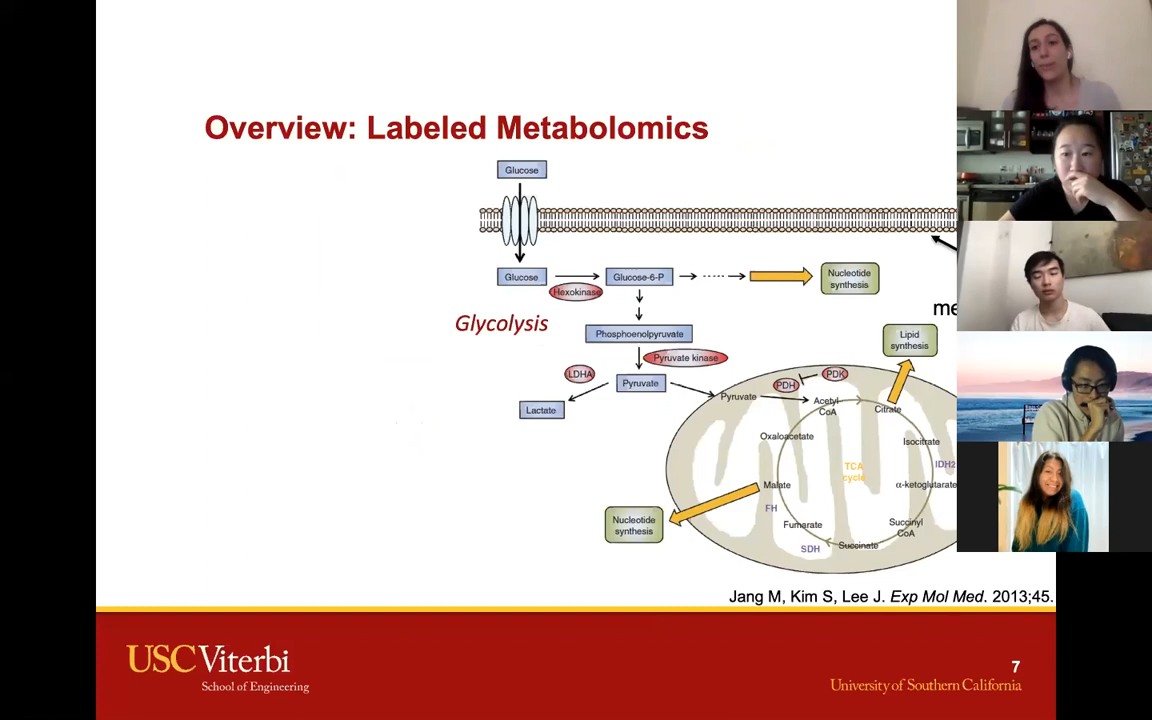 Overview: Labeled Metabolomics
Glucose
Glucose
Hexokinase
Glucose-6-P
Nucleotide
synthesis
Glycolysis
Phosphoenolpyruvate
Pyruvate kinase
LDHA
Pyruvate
Lactate
Lipid
synthesis
PDH
PDK
Pyruvate
Acetyl
CoA
Citrate
Oxaloacetate
Isocitrate
TCA
cycle
IDH2
Malate
α-ketoglutarate
FH
Fumarate
Succinyl
CoA
SDH
Succinate
Nucleotide
synthesis
Jang M, Kim S, Lee J. Exp Mol Med. 2013;45.
USC Viterbi
School of Engineering
7
University of Southern California